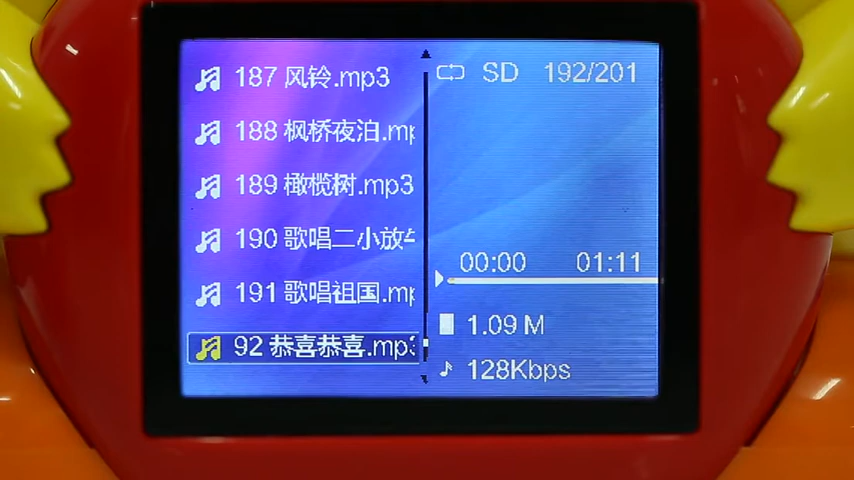 187 风铃.mp3
188 枫桥夜泊.mp
189 橄榄树.mp3
190 歌唱二小放牛
191 歌唱祖国.mp
92 恭喜恭喜.mp3
SD 192/201
00:00 01:11
1.09 M
128Kbps